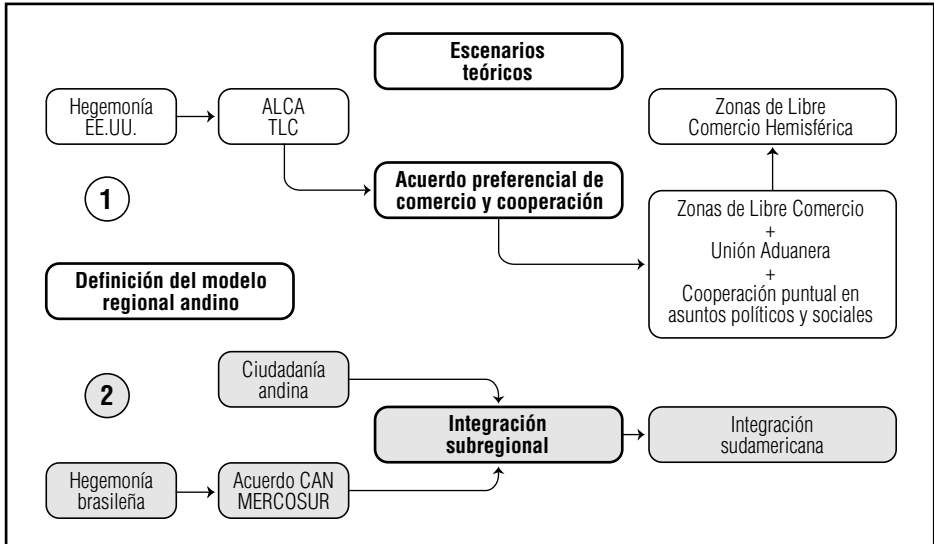 Escenarios
teóricos
Hegemonía
EE.UU.
ALCA
TLC
Zonas de Libre
Comercio Hemisférica
1
Acuerdo preferencial de
comercio y cooperación
Zonas de Libre Comercio
+
Unión Aduanera
+
Cooperación puntual en
asuntos políticos y sociales
Definición del modelo
regional andino
2
Ciudadanía
andina
Integración
subregional
Integración
sudamericana
Hegemonía
brasileña
Acuerdo CAN
MERCOSUR